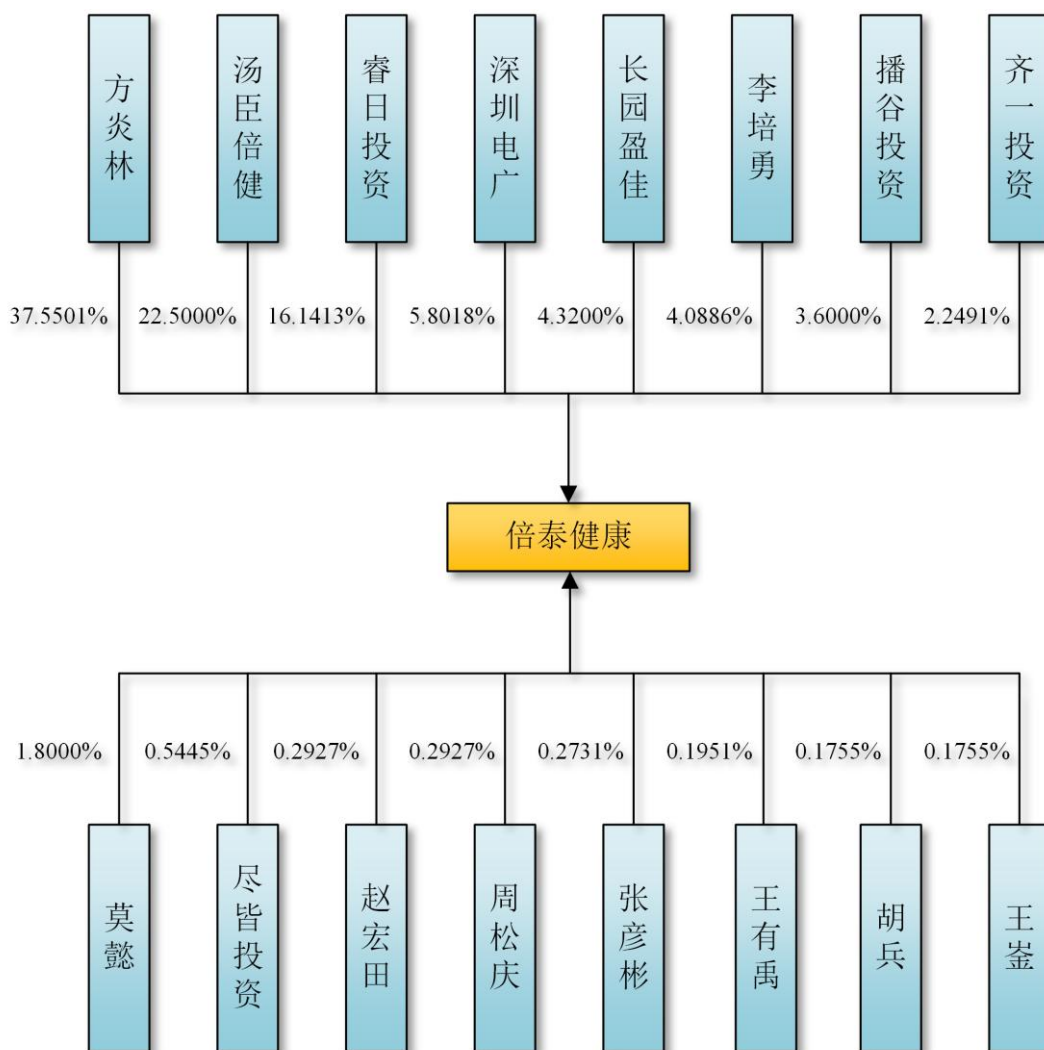 方炎林
汤臣倍健
睿日投资
深圳电广
长园盈佳
李培勇
播谷投资
齐一投资
37.5501%
22.5000%
16.1413%
5.8018%
4.3200%
4.0886%
3.6000%
2.2491%
倍泰健康
1.8000%
0.5445%
0.2927%
0.2927%
0.2731%
0.1951%
0.1755%
0.1755%
莫懿
尽皆投资
赵宏田
周松庆
张彦彬
王有禹
胡兵
王崟